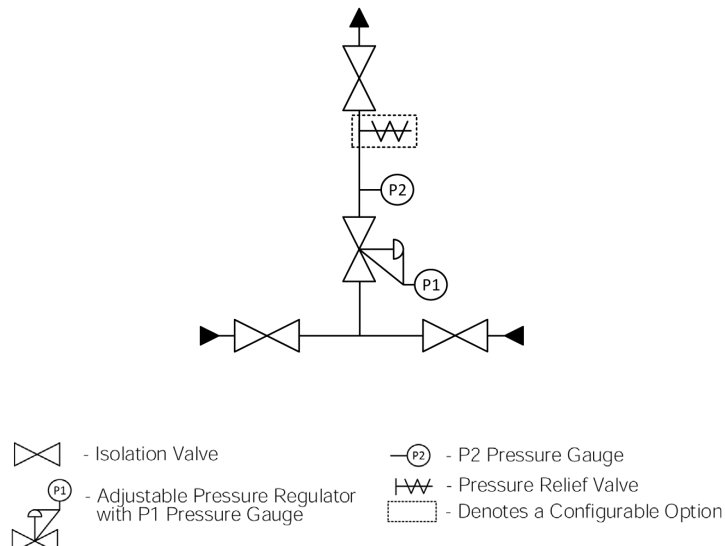 P2
P1
- Isolation Valve
P1
- Adjustable Pressure Regulator
with P1 Pressure Gauge
P2
- P2 Pressure Gauge
- Pressure Relief Valve
- Denotes a Configurable Option